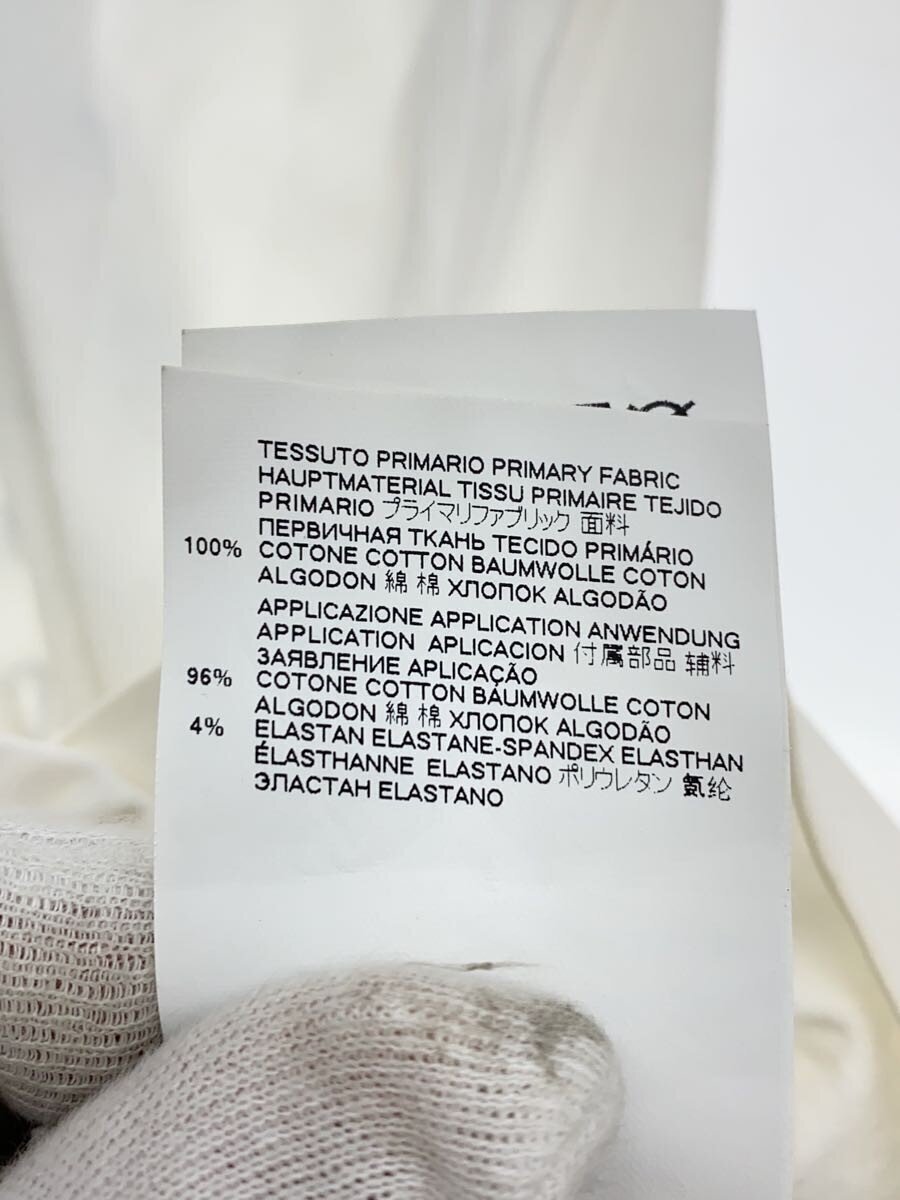 TESSUTO PRIMARIO PRIMARY FABRIC
HAUPTMATERIAL TISSU PRIMAIRE TEJIDO
PRIMARIO プライマリファブリック 面料
ПЕРВИЧНАЯ ТКАНЬ TECIDO PRIMÁRIO
100% COTONE COTTON BAUMWOLLE COTON
ALGODON 綿 棉 ХЛОПОК ALGODÃO
APPLICAZIONE APPLICATION ANWENDUNG
APPLICATION APLICACION 付属部品 辅料
ЗАЯВЛЕНИЕ APLICAÇÃO
96% COTONE COTTON BAUMWOLLE COTON
ALGODON 綿 棉 ХЛОПОК ALGODÃO
4% ELASTAN ELASTANE-SPANDEX ELASTHAN
ÉLASTHANNE ELASTANO ポリウレタン 氨纶
ЭЛАСТАН ELASTANO